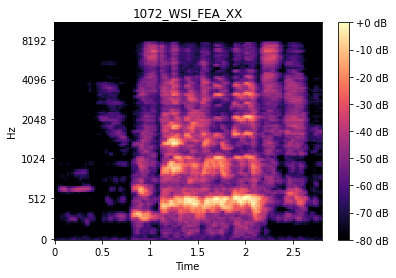 1072_WSI_FEA_XX
Hz
8192
4096
2048
1024
512
0
0
0.5
1
1.5
2
2.5
Time
+0 dB
-10 dB
-20 dB
-30 dB
-40 dB
-50 dB
-60 dB
-70 dB
-80 dB